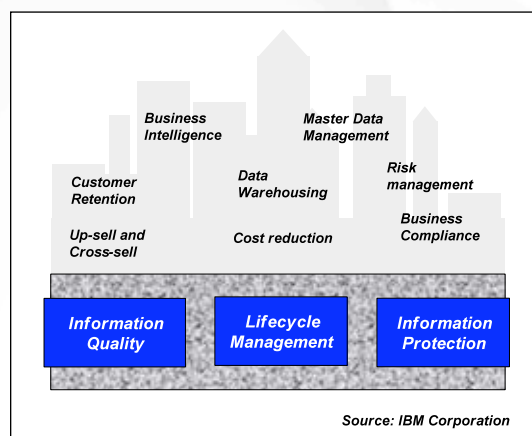 Business
Intelligence
Master Data
Management
Customer
Retention
Data
Warehousing
Risk
management
Up-sell and
Cross-sell
Cost reduction
Business
Compliance
Information
Quality
Lifecycle
Management
Information
Protection
Source: IBM Corporation